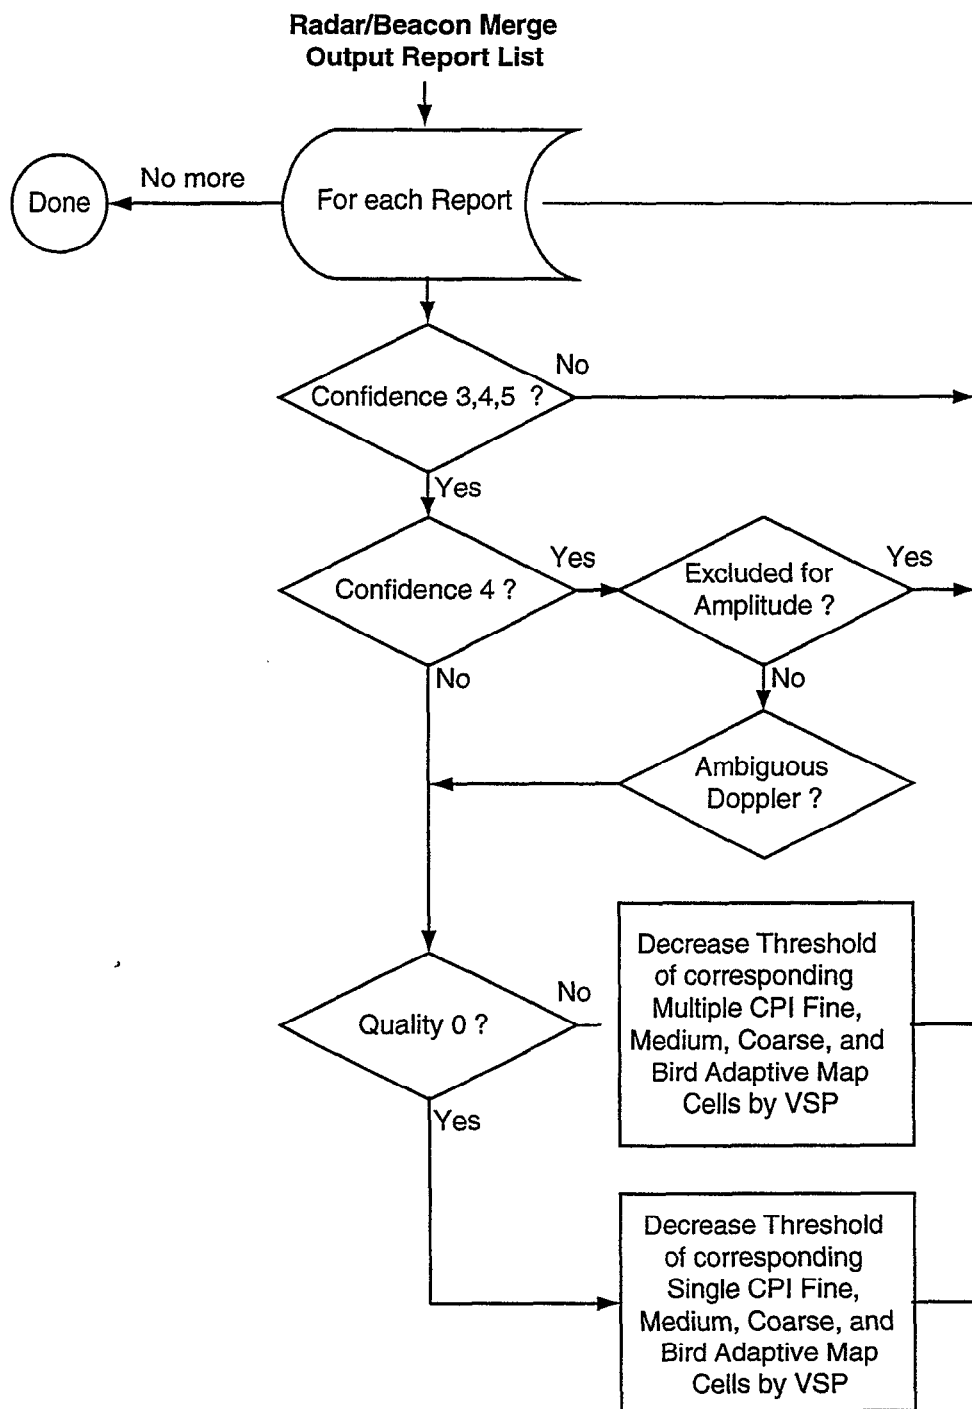 Radar/Beacon Merge
Output Report List
No more
Done
For each Report
No
Confidence 3,4,5 ?
Yes
Yes
Yes
Confidence 4 ?
Excluded for
Amplitude ?
No
No
Ambiguous
Doppler ?
No
Quality 0 ?
Decrease Threshold
of corresponding
Multiple CPI Fine,
Medium, Coarse, and
Bird Adaptive Map
Cells by VSP
Yes
Decrease Threshold
of corresponding
Single CPI Fine,
Medium, Coarse, and
Bird Adaptive Map
Cells by VSP